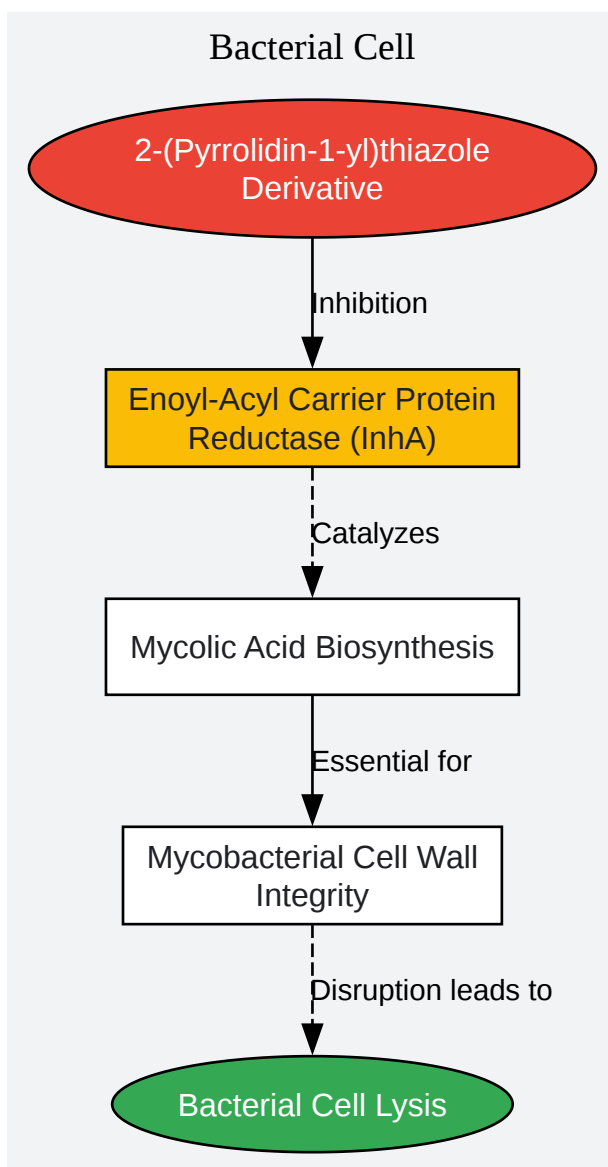 Bacterial Cell
2-(Pyrrolidin-1-yl)thiazole
Derivative
Inhibition
Enoyl-Acyl Carrier Protein
Reductase (InhA)
Catalyzes
Mycolic Acid Biosynthesis
Essential for
Mycobacterial Cell Wall
Integrity
Disruption leads to
Bacterial Cell Lysis